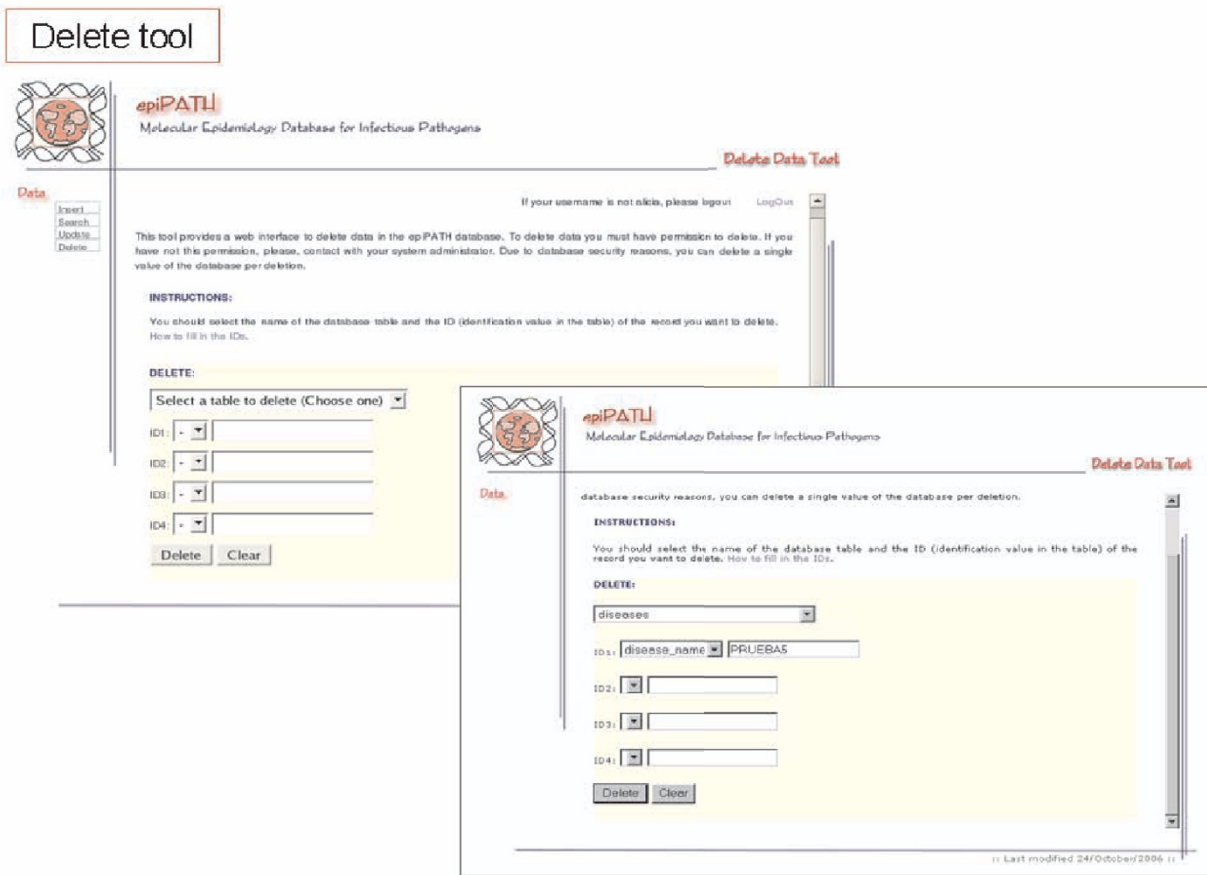 Delete tool
epiPATH
Molecular Epidemiology Database for Infectious Pathogens
Delete Data Tool
Data
Insert
Search
Update
Delete
If your username is not alicia, please logout LogOut
This tool provides a web interface to delete data in the epiPATH database. To delete data you must have permission to delete. If you
have not this permission, please, contact with your system administrator. Due to database security reasons, you can delete a single
value of the database per deletion.
INSTRUCTIONS:
You should select the name of the database table and the ID (identification value in the table) of the record you want to delete.
How to fill in the IDs.
DELETE:
Select a table to delete (Choose one)
ID1: -
ID2: -
ID3: -
ID4: -
Delete Clear
epiPATH
Molecular Epidemiology Database for Infectious Pathogens
Delete Data Tool
Data
database security reasons, you can delete a single value of the database per deletion.
INSTRUCTIONS:
You should select the name of the database table and the ID (identification value in the table) of the
record you want to delete. How to fill in the IDs.
DELETE:
diseases
ID1: disease_name PRUEBA5
ID2:
ID3:
ID4:
Delete Clear
:: Last modified 24/October/2006 ::